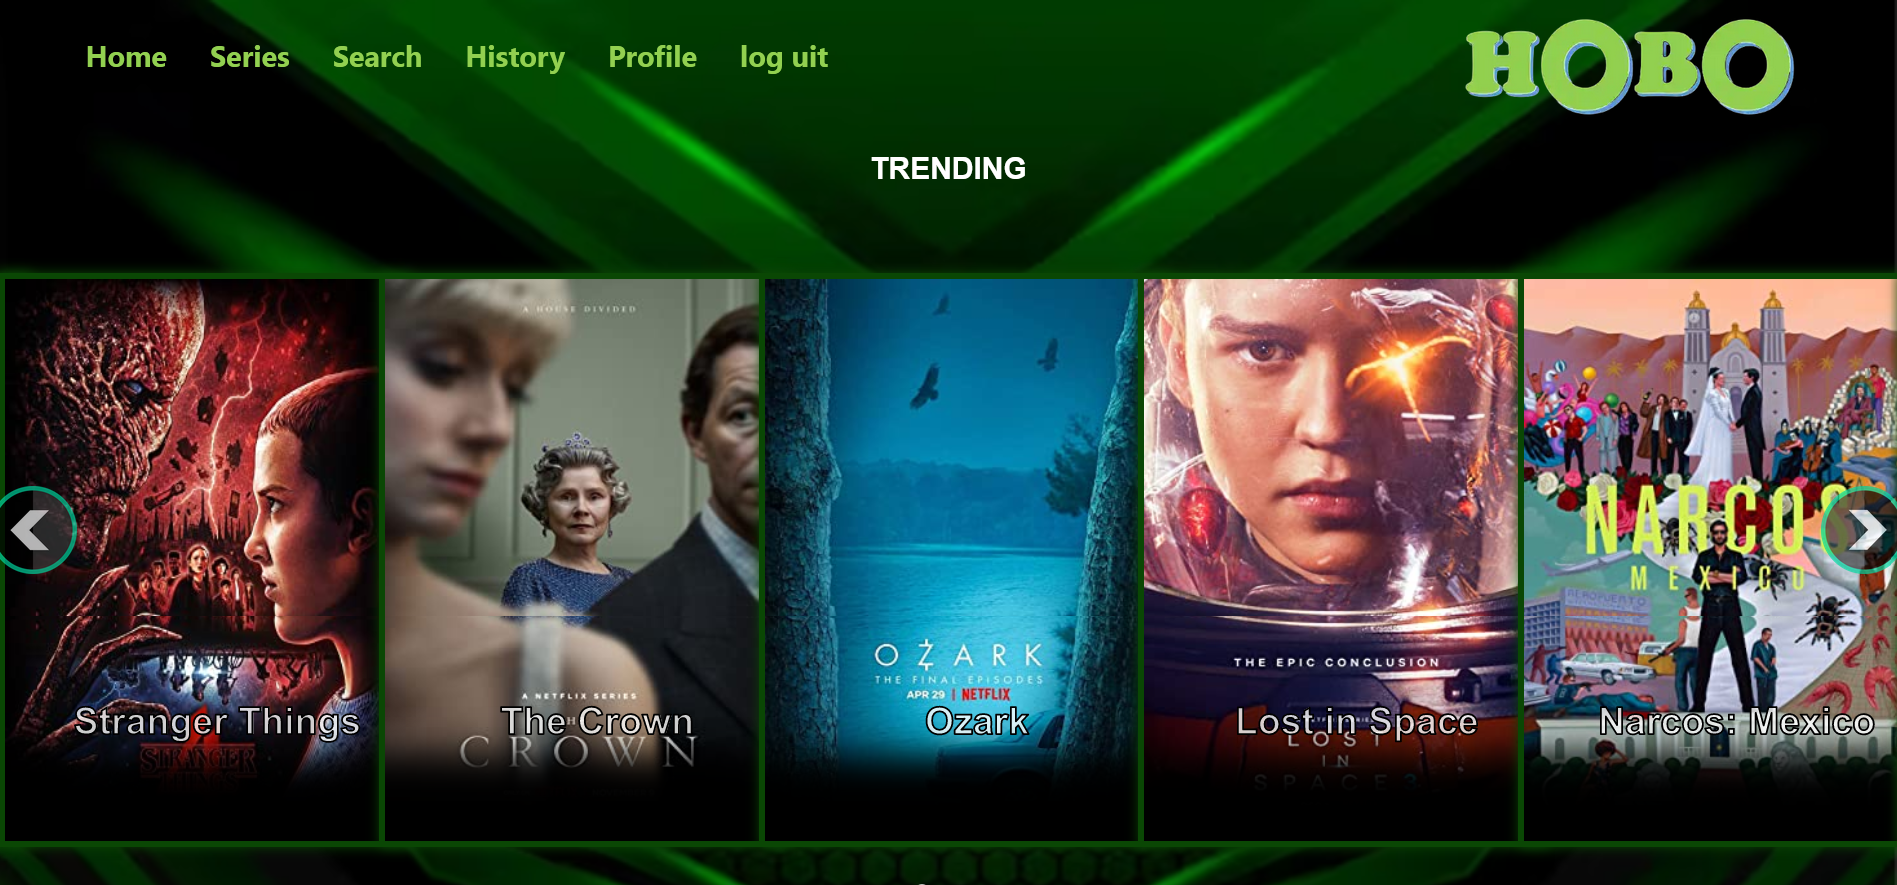 Home Series Search History Profile log uit
HOBO
TRENDING
A HOUSE DIVIDED
A NETFLIX SERIES
CROWN
The Crown
STRANGER
Stranger Things
OZARK
THE FINAL EPISODES
APR 29 | NETFLIX
Ozark
THE EPIC CONCLUSION
Lost in Space
LOST
IN
SPACE 3
NARCOS
MEXICO
AEROPUERTO
Narcos: Mexico